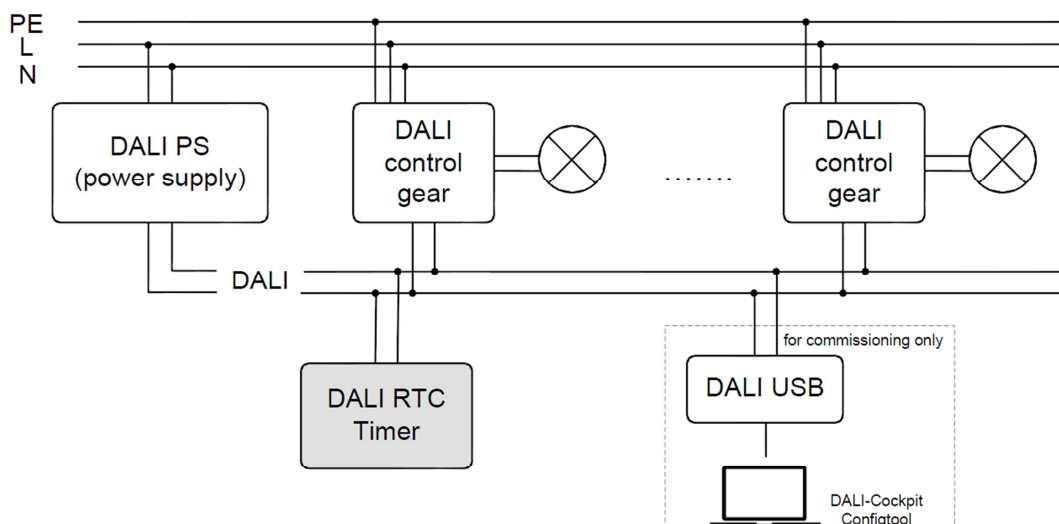 PE
L
N
DALI PS
(power supply)
DALI
control
gear
.......
DALI
control
gear
DALI
for commissioning only
DALI RTC
Timer
DALI USB
DALI-Cockpit
Configtool